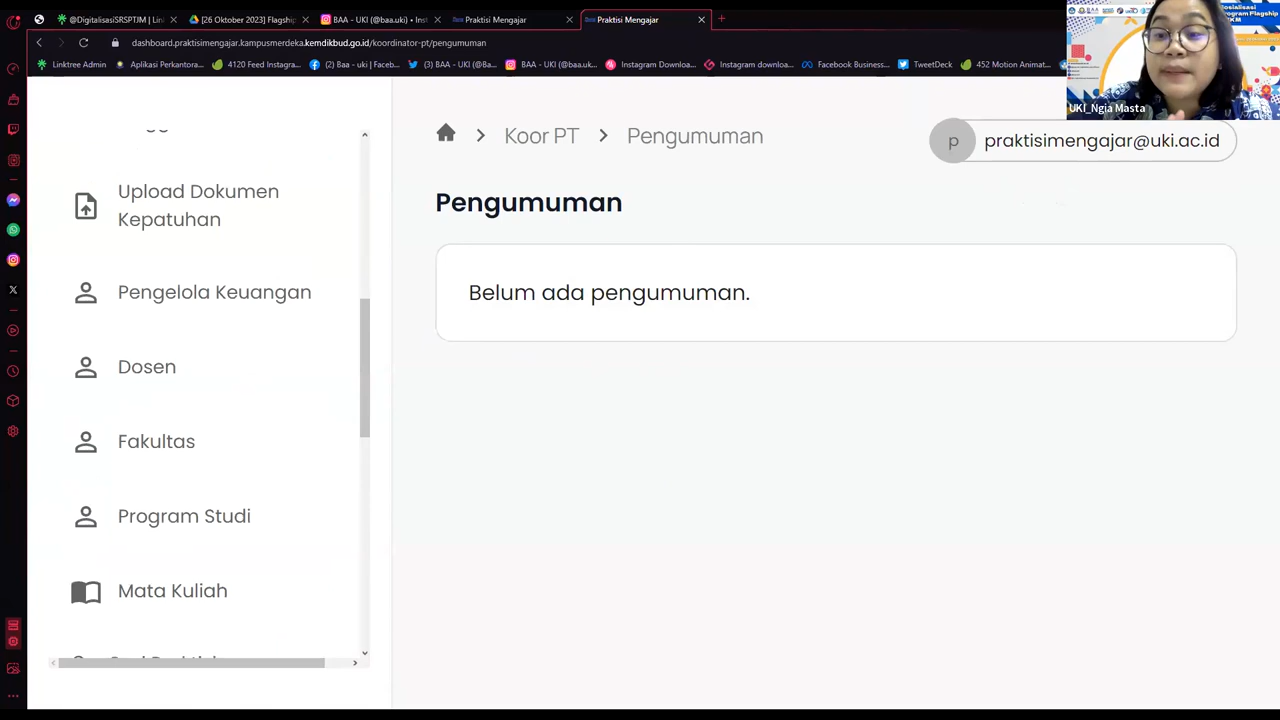 @DigitalisasiSRSPTJM | Lin
[26 Oktober 2023] Flagship
BAA - UKI (@baa.uki) • Inst
Praktisi Mengajar
Praktisi Mengajar
dashboard.praktisimengajar.kampusmerdeka.kemdikbud.go.id/koordinator-pt/pengumuman
Linktree Admin
Aplikasi Perkantora...
4120 Feed Instagra...
(2) Baa - uki | Faceb...
(3) BAA - UKI (@Ba...
BAA - UKI (@baa.uk...
Instagram Downloa...
Instagram downloa...
Facebook Business...
TweetDeck
452 Motion Animat...
UKI_Ngia Masta
Koor PT
Pengumuman
p
praktisimengajar@uki.ac.id
Upload Dokumen
Kepatuhan
Pengelola Keuangan
Dosen
Fakultas
Program Studi
Mata Kuliah
Pengumuman
Belum ada pengumuman.